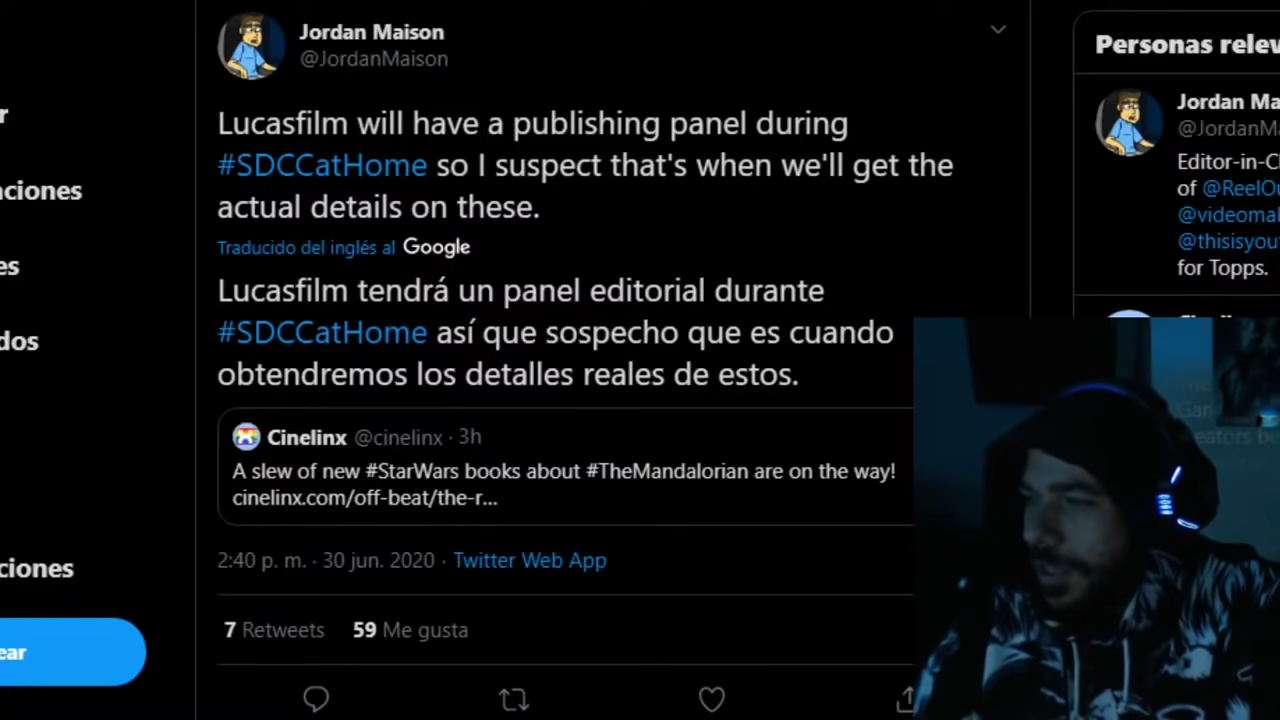 Jordan Maison
@JordanMaison
Lucasfilm will have a publishing panel during
#SDCCatHome so I suspect that's when we'll get the
actual details on these.
Traducido del inglés al Google
Lucasfilm tendrá un panel editorial durante
#SDCCatHome así que sospecho que es cuando
obtendremos los detalles reales de estos.
Cinelinx @cinelinx · 3h
A slew of new #StarWars books about #TheMandalorian are on the way!
cinelinx.com/off-beat/the-r...
2:40 p. m. · 30 jun. 2020 · Twitter Web App
7 Retweets 59 Me gusta
r
aciones
es
dos
ciones
ear
Personas relev
Jordan Ma
@JordanM
Editor-in-C
of @ReelOu
@videomal
@thisisyou
for Topps.